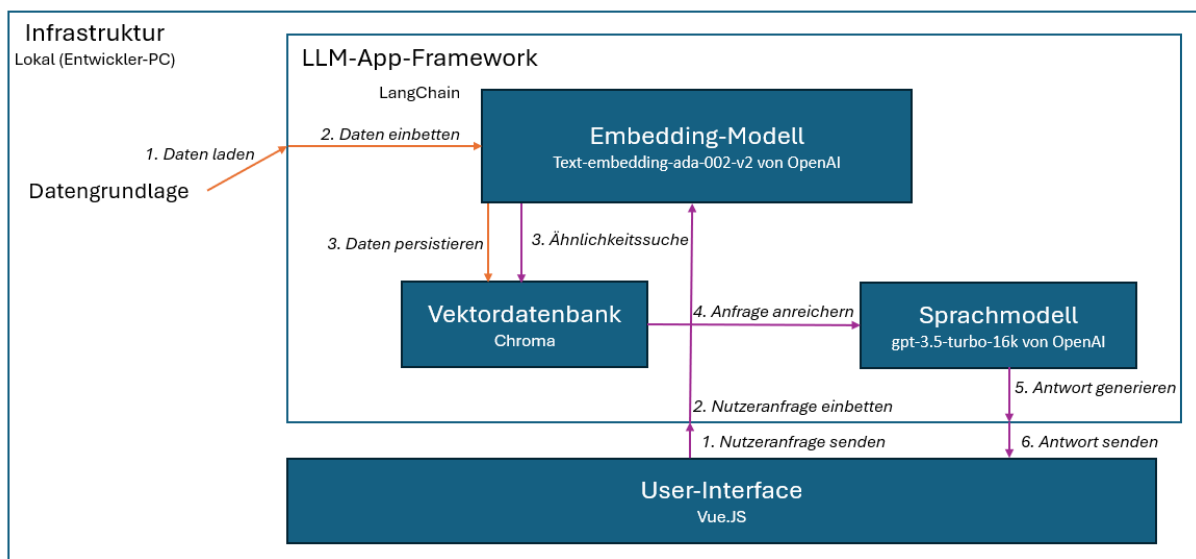 Infrastruktur
Lokal (Entwickler-PC)
LLM-App-Framework
LangChain
1. Daten laden
2. Daten einbetten
Embedding-Modell
Text-embedding-ada-002-v2 von OpenAI
Datengrundlage
3. Daten persistieren
3. Ähnlichkeitssuche
Vektordatenbank
Chroma
4. Anfrage anreichern
Sprachmodell
gpt-3.5-turbo-16k von OpenAI
5. Antwort generieren
2. Nutzeranfrage einbetten
1. Nutzeranfrage senden
6. Antwort senden
User-Interface
Vue.JS